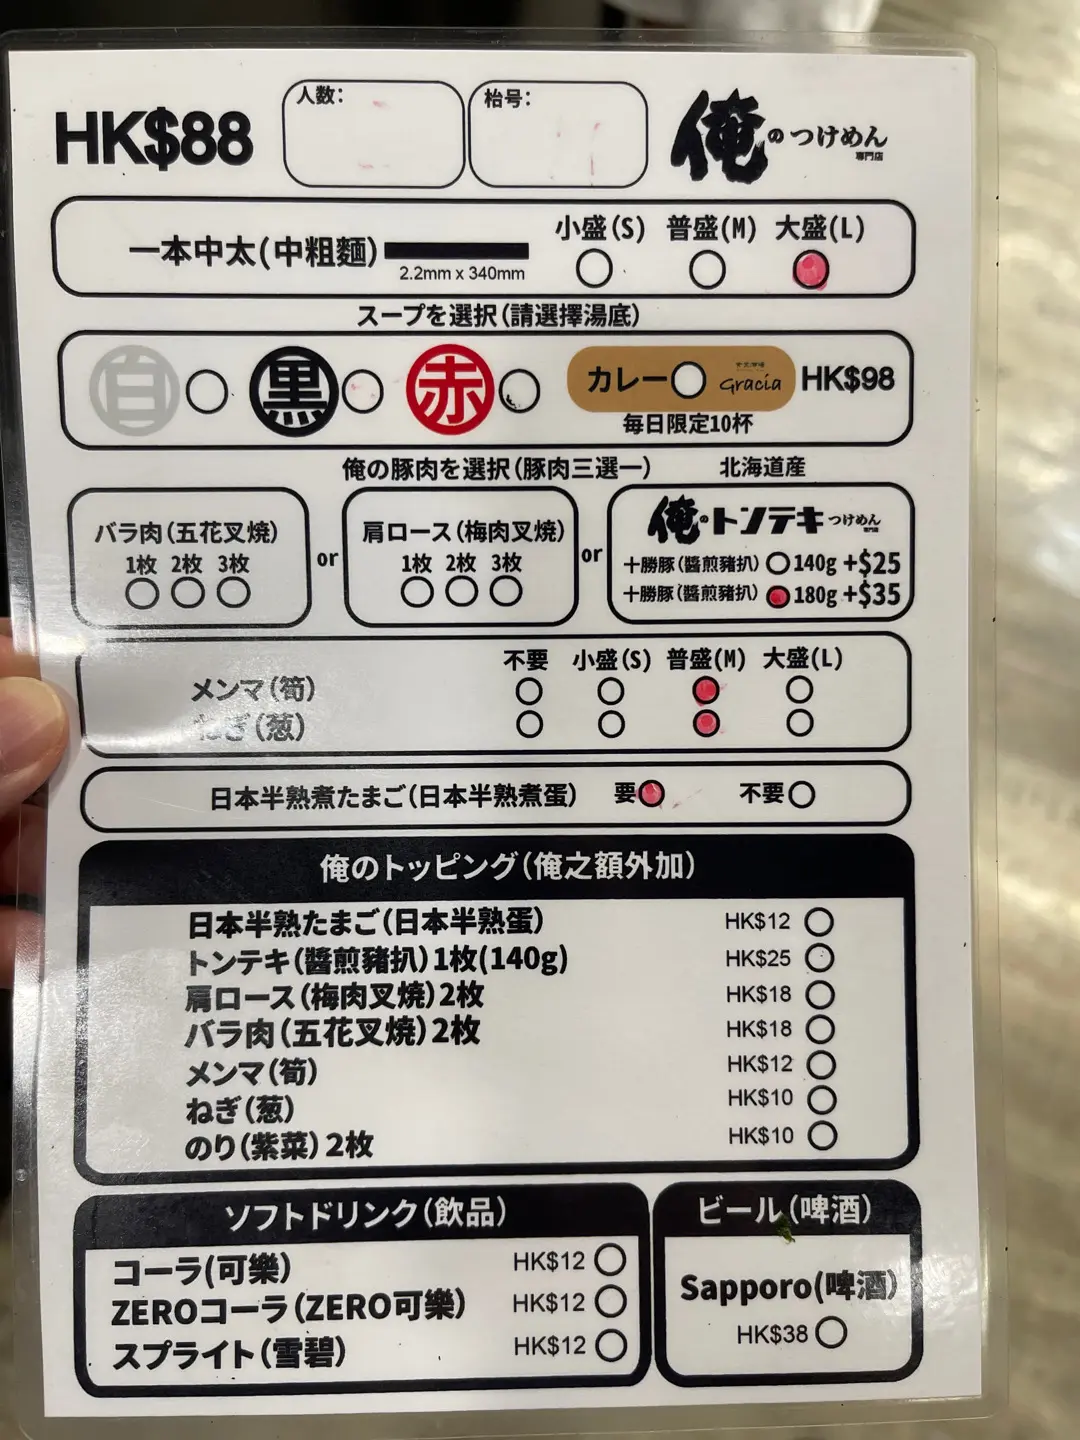 HK$88
人数:
枱号:
俺のつけめん
専門店
一本中太(中粗麵)
2.2mm x 340mm
小盛(S) 普盛(M) 大盛(L)
スープを選択(請選擇湯底)
白 黒 赤 カレー Gracia HK$98
毎日限定10杯
俺の豚肉を選択(豚肉三選一) 北海道産
バラ肉(五花叉燒)
1枚 2枚 3枚
or
肩ロース(梅肉叉燒)
1枚 2枚 3枚
or
俺のトンテキつけめん
十勝豚(醬煎豬扒) 140g +$25
十勝豚(醬煎豬扒) 180g +$35
不要 小盛(S) 普盛(M) 大盛(L)
メンマ(筍)
ねぎ(葱)
日本半熟煮たまご(日本半熟煮蛋) 要 不要
俺のトッピング(俺之額外加)
日本半熟たまご(日本半熟蛋) HK$12
トンテキ(醬煎豬扒)1枚(140g) HK$25
肩ロース(梅肉叉燒)2枚 HK$18
バラ肉(五花叉燒)2枚 HK$18
メンマ(筍) HK$12
ねぎ(葱) HK$10
のり(紫菜)2枚 HK$10
ソフトドリンク(飲品)
コーラ(可樂) HK$12
ZEROコーラ(ZERO可樂) HK$12
スプライト(雪碧) HK$12
ビール(啤酒)
Sapporo(啤酒)
HK$38